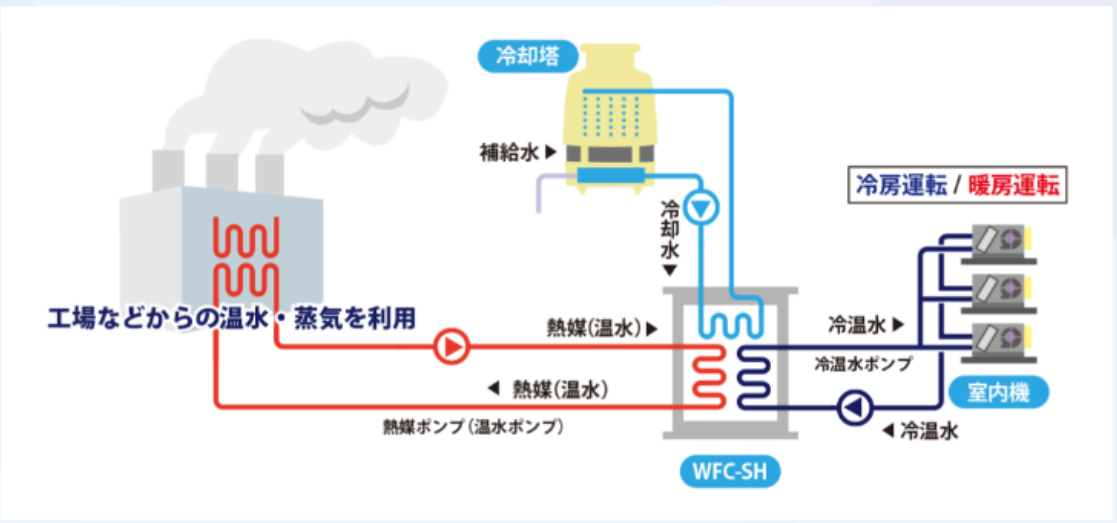 冷却塔
補給水▶
冷却水▼
冷房運転 / 暖房運転
工場などからの温水・蒸気を利用
熱媒(温水)▶
◀ 熱媒(温水)
熱媒ポンプ(温水ポンプ)
冷温水 ▶
冷温水ポンプ
室内機
◀冷温水
WFC-SH